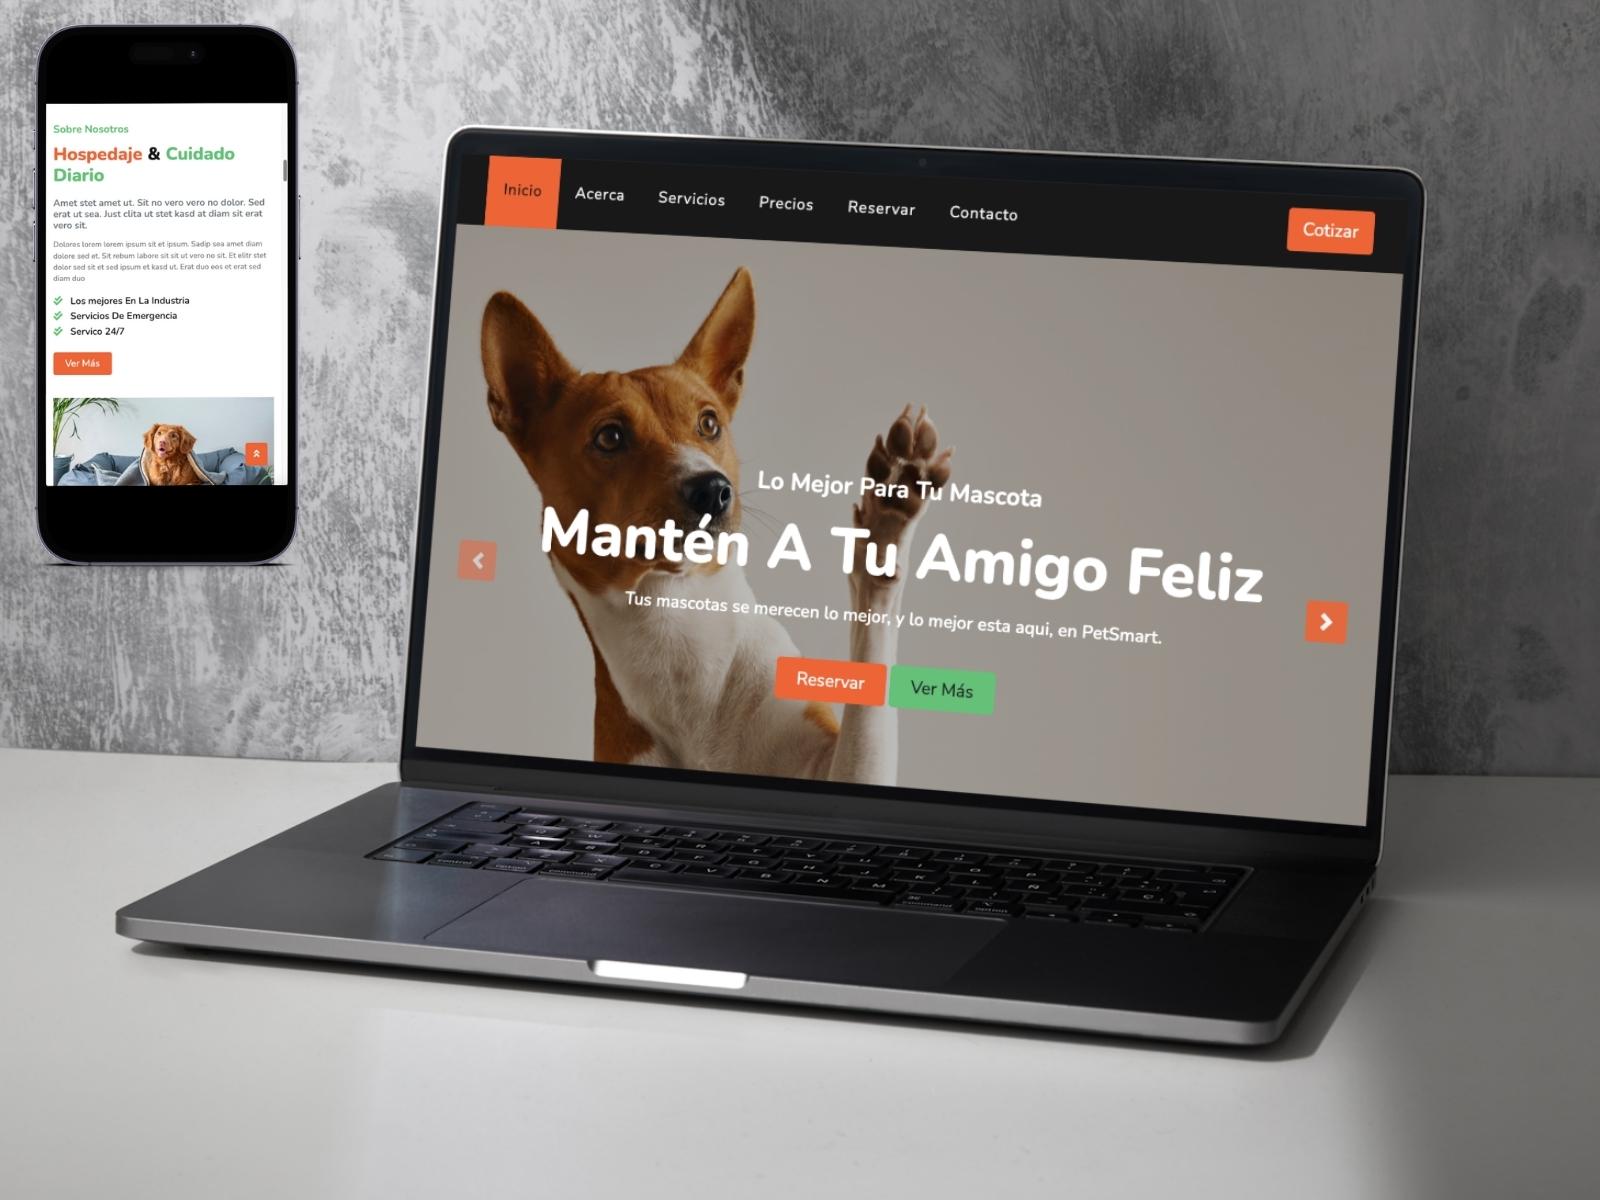 Sobre Nosotros
Hospedaje & Cuidado
Diario
Amet stet amet ut. Sit no vero vero no dolor. Sed
erat ut sea. Just clita ut stet kasd at diam sit erat
vero sit.
Dolores lorem lorem ipsum sit et ipsum. Sadip sea amet diam
dolore sed et. Sit rebum labore sit sit ut vero no sit. Et elitr stet
dolor sed sit et sed ipsum et kasd ut. Erat duo eos et erat sed
diam duo
Los mejores En La Industria
Servicios De Emergencia
Servico 24/7
Ver Más
Inicio Acerca Servicios Precios Reservar Contacto Cotizar
Lo Mejor Para Tu Mascota
Mantén A Tu Amigo Feliz
Tus mascotas se merecen lo mejor, y lo mejor esta aqui, en PetSmart.
Reservar Ver Más
control option command
command option